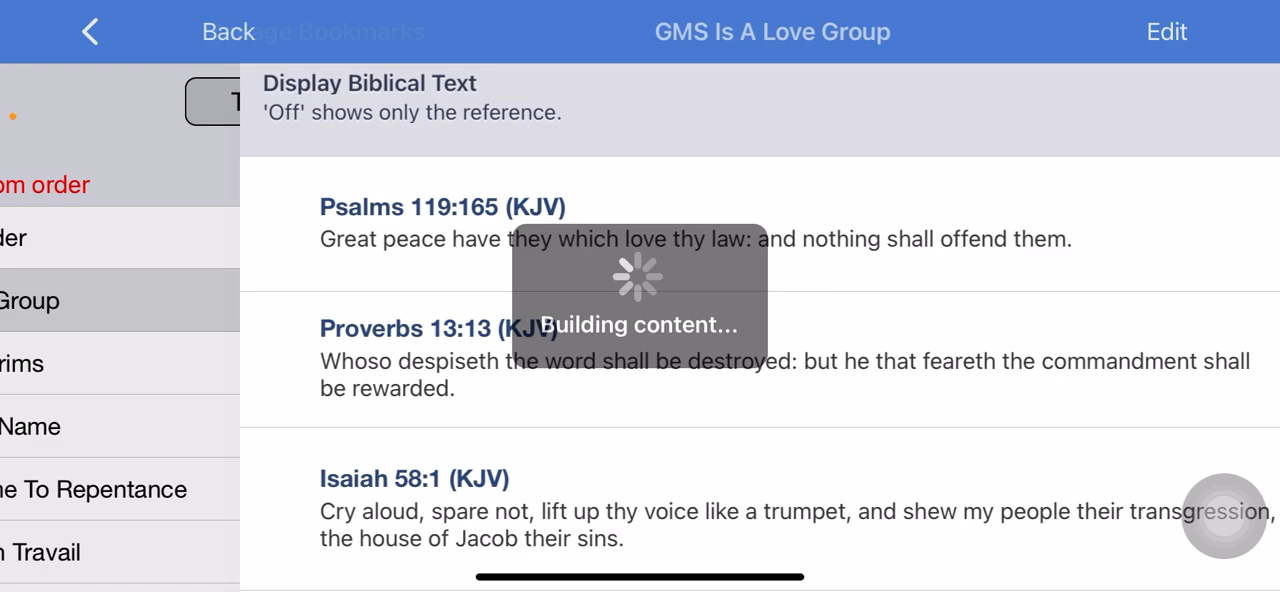 Back
GMS Is A Love Group
Edit
Display Biblical Text
'Off' shows only the reference.
om order
der
Group
rims
Name
ne To Repentance
n Travail
Psalms 119:165 (KJV)
Great peace have they which love thy law: and nothing shall offend them.
Building content...
Proverbs 13:13 (KJV)
Whoso despiseth the word shall be destroyed: but he that feareth the commandment shall
be rewarded.
Isaiah 58:1 (KJV)
Cry aloud, spare not, lift up thy voice like a trumpet, and shew my people their transgression,
the house of Jacob their sins.